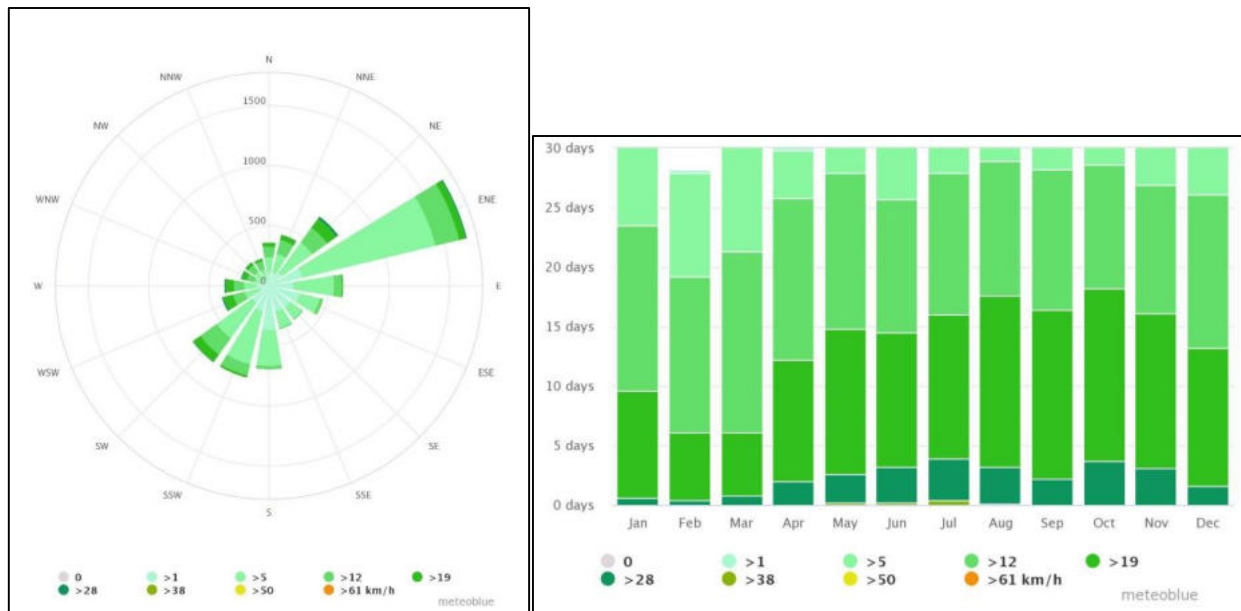 N
NNW NNE
1500
NW NE
1000
WNW ENE
500
0
W E
WSW ESE
SW SE
SSW SSE
S
0 >1 >5 >12 >19
>28 >38 >50 >61 km/h
meteoblue
30 days
25 days
20 days
15 days
10 days
5 days
0 days
Jan Feb Mar Apr May Jun Jul Aug Sep Oct Nov Dec
0 >1 >5 >12 >19
>28 >38 >50 >61 km/h
meteoblue